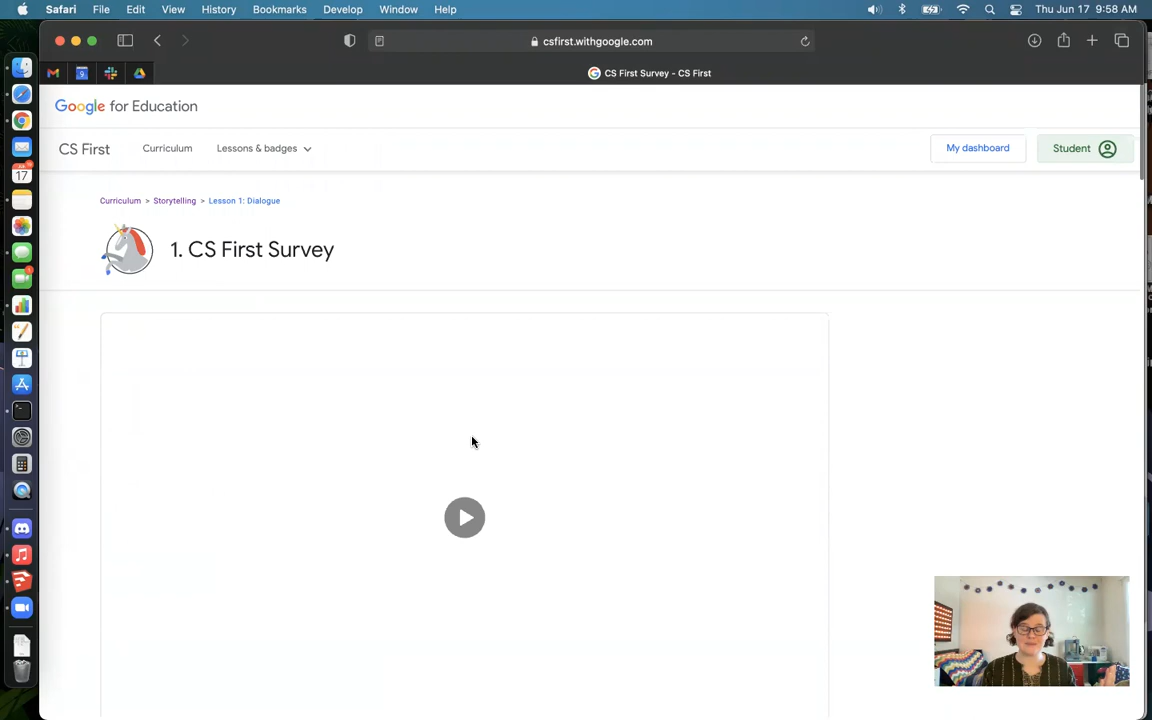 Safari File Edit View History Bookmarks Develop Window Help Thu Jun 17 9:58 AM
csfirst.withgoogle.com
CS First Survey - CS First
Google for Education
CS First Curriculum Lessons & badges My dashboard Student
Curriculum > Storytelling > Lesson 1: Dialogue
1. CS First Survey
17